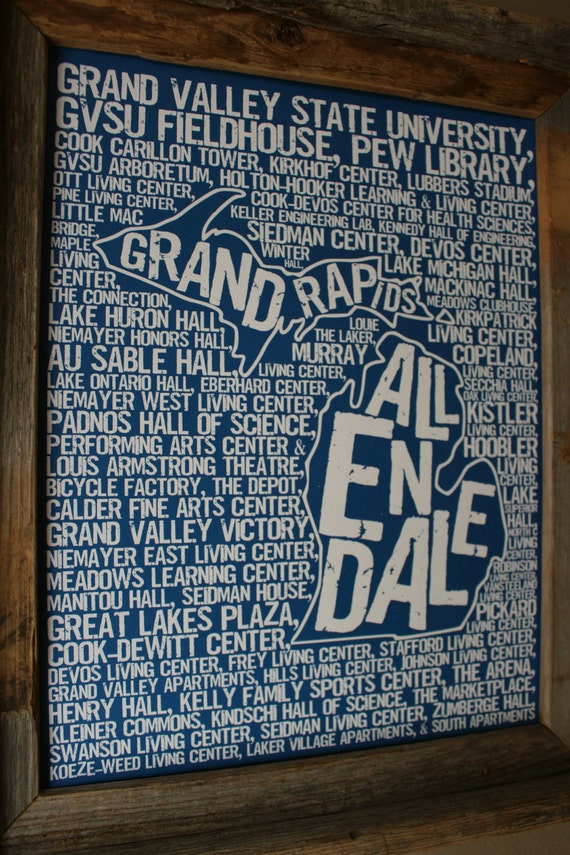 GRAND VALLEY STATE UNIVERSITY,
GVSU FIELDHOUSE, PEW LIBRARY,
COOK CARILLON TOWER, KIRKHOF CENTER, LUBBERS STADIUM,
GVSU ARBORETUM, HOLTON-HOOKER LEARNING & LIVING CENTER,
OTT LIVING CENTER, COOK-DEVOS CENTER FOR HEALTH SCIENCES,
PINE LIVING CENTER, KELLER ENGINEERING LAB, KENNEDY HALL OF ENGINEERING,
LITTLE MAC
BRIDGE,
MAPLE
LIVING
CENTER,
SIEDMAN CENTER, DEVOS CENTER,
WINTER
HALL,
LAKE MICHIGAN HALL,
MACKINAC HALL,
MEADOWS CLUBHOUSE,
KIRKPATRICK
LIVING CENTER,
COPELAND
LIVING CENTER,
SECCHIA HALL,
OAK LIVING CENTER,
KISTLER
LIVING CENTER,
HOOBLER
LIVING
CENTER,
LAKE
SUPERIOR
HALL,
NORTH C
LIVING
CENTER,
ROBINSON
LIVING CENTER,
WEED LIVING CENTER,
PICKARD
LIVING CENTER,
GRAND RAPIDS
THE CONNECTION,
LAKE HURON HALL,
NIEMAYER HONORS HALL,
AU SABLE HALL,
LOUIE
THE LAKER,
MURRAY
LIVING CENTER,
ALLENDALE
LAKE ONTARIO HALL, EBERHARD CENTER,
NIEMAYER WEST LIVING CENTER,
PADNOS HALL OF SCIENCE,
PERFORMING ARTS CENTER &
LOUIS ARMSTRONG THEATRE,
BICYCLE FACTORY, THE DEPOT,
CALDER FINE ARTS CENTER,
GRAND VALLEY VICTORY
NIEMAYER EAST LIVING CENTER,
MEADOWS LEARNING CENTER,
MANITOU HALL, SEIDMAN HOUSE,
GREAT LAKES PLAZA,
COOK-DEWITT CENTER,
DEVOS LIVING CENTER, FREY LIVING CENTER, STAFFORD LIVING CENTER,
GRAND VALLEY APARTMENTS, HILLS LIVING CENTER, JOHNSON LIVING CENTER,
HENRY HALL, KELLY FAMILY SPORTS CENTER, THE ARENA,
KLEINER COMMONS, KINDSCHI HALL OF SCIENCE, THE MARKETPLACE,
SWANSON LIVING CENTER, SEIDMAN LIVING CENTER, ZUMBERGE HALL,
KOEZE-WEED LIVING CENTER, LAKER VILLAGE APARTMENTS, & SOUTH APARTMENTS